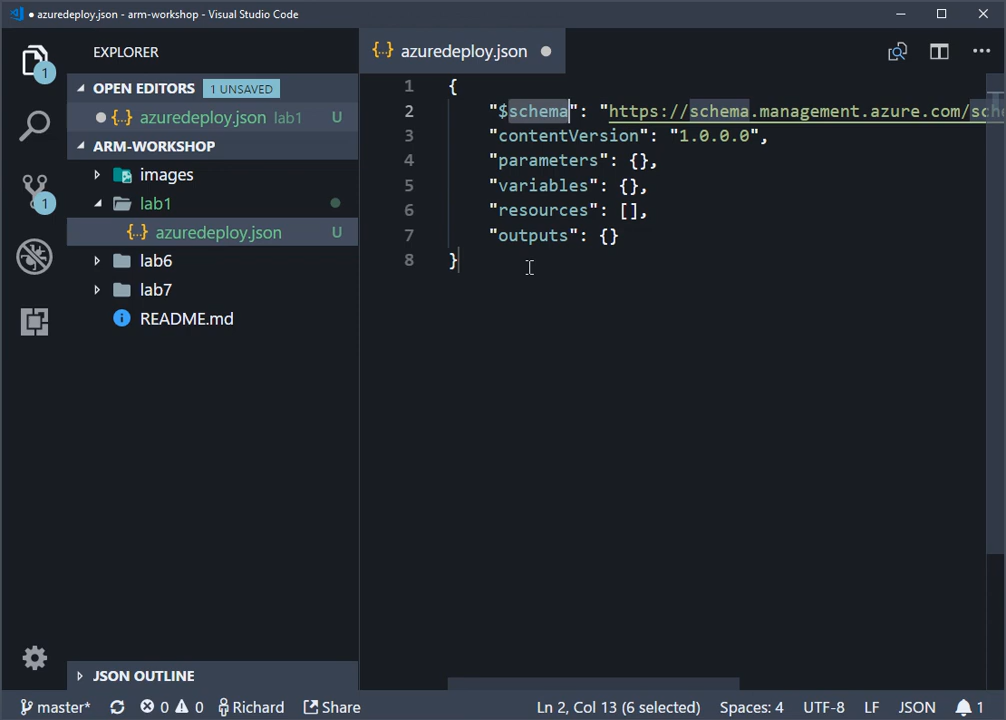 ● azuredeploy.json - arm-workshop - Visual Studio Code
EXPLORER
1
OPEN EDITORS 1 UNSAVED
{..} azuredeploy.json lab1 U
ARM-WORKSHOP
images
lab1
{..} azuredeploy.json U
lab6
lab7
README.md
1
JSON OUTLINE
{..} azuredeploy.json ●
1 {
2 "$schema": "https://schema.management.azure.com/sche
3 "contentVersion": "1.0.0.0",
4 "parameters": {},
5 "variables": {},
6 "resources": [],
7 "outputs": {}
8 }
master* 0 0 Richard Share Ln 2, Col 13 (6 selected) Spaces: 4 UTF-8 LF JSON 1